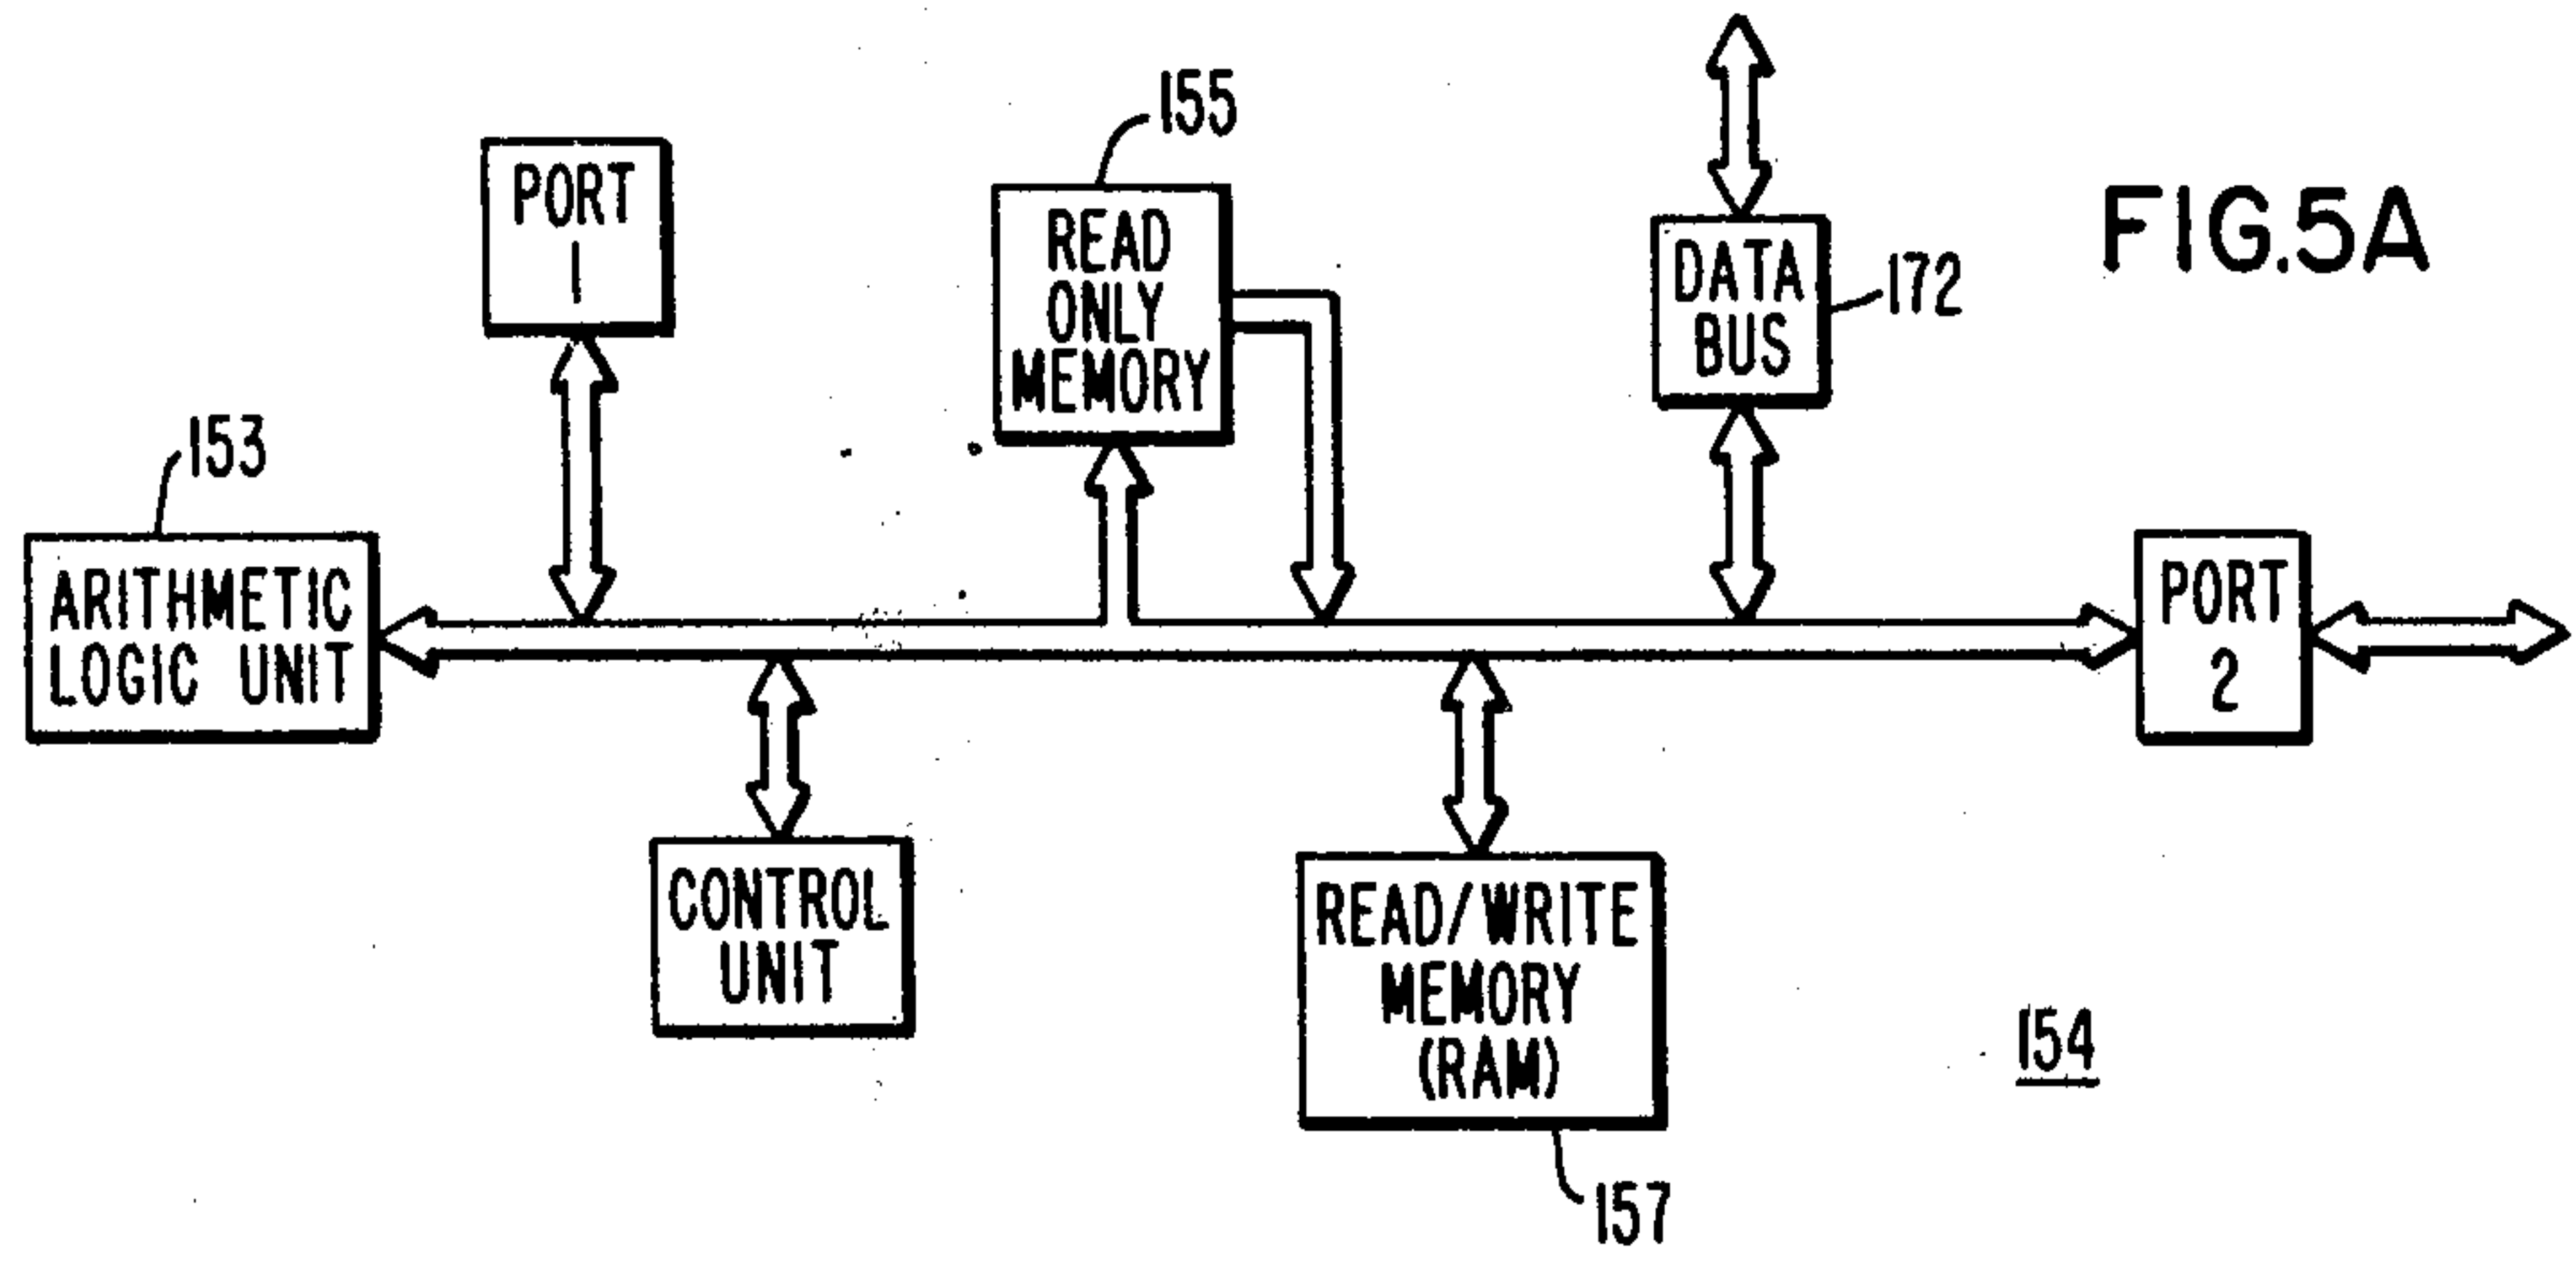 155
PORT
1
READ
ONLY
MEMORY
DATA
BUS
172
FIG.5A
153
ARITHMETIC
LOGIC UNIT
PORT
2
CONTROL
UNIT
READ/WRITE
MEMORY
(RAM)
154
157